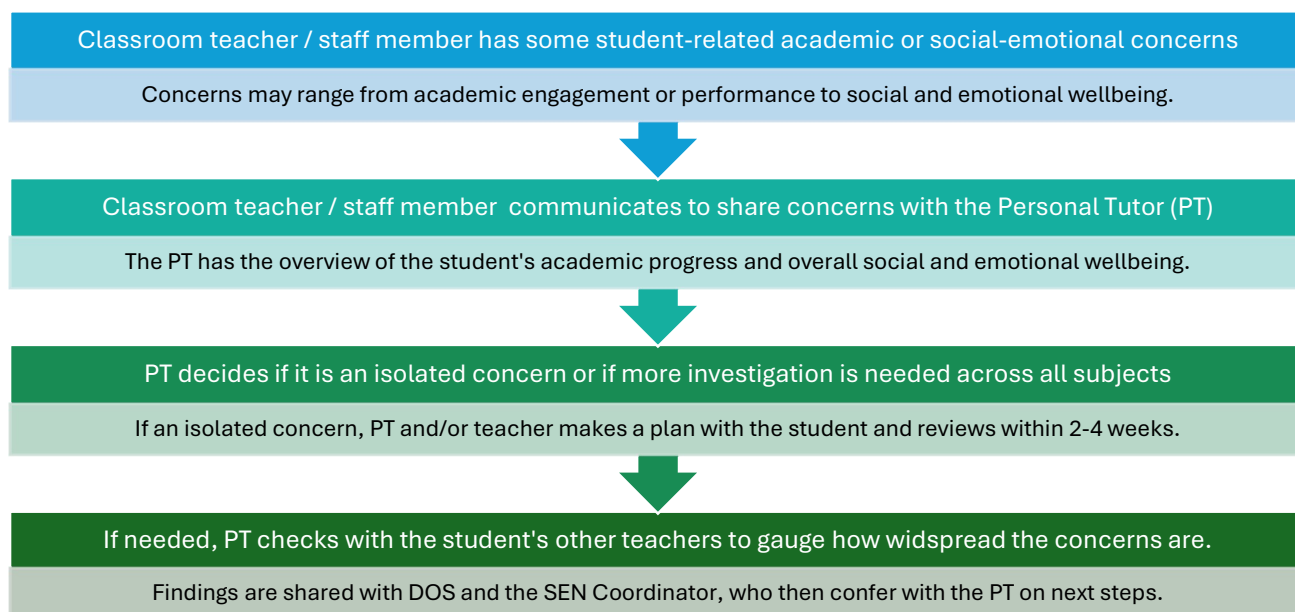 Classroom teacher / staff member has some student-related academic or social-emotional concerns
Concerns may range from academic engagement or performance to social and emotional wellbeing.
Classroom teacher / staff member  communicates to share concerns with the Personal Tutor (PT)
The PT has the overview of the student's academic progress and overall social and emotional wellbeing.
PT decides if it is an isolated concern or if more investigation is needed across all subjects
If an isolated concern, PT and/or teacher makes a plan with the student and reviews within 2-4 weeks.
If needed, PT checks with the student's other teachers to gauge how widspread the concerns are.
Findings are shared with DOS and the SEN Coordinator, who then confer with the PT on next steps.